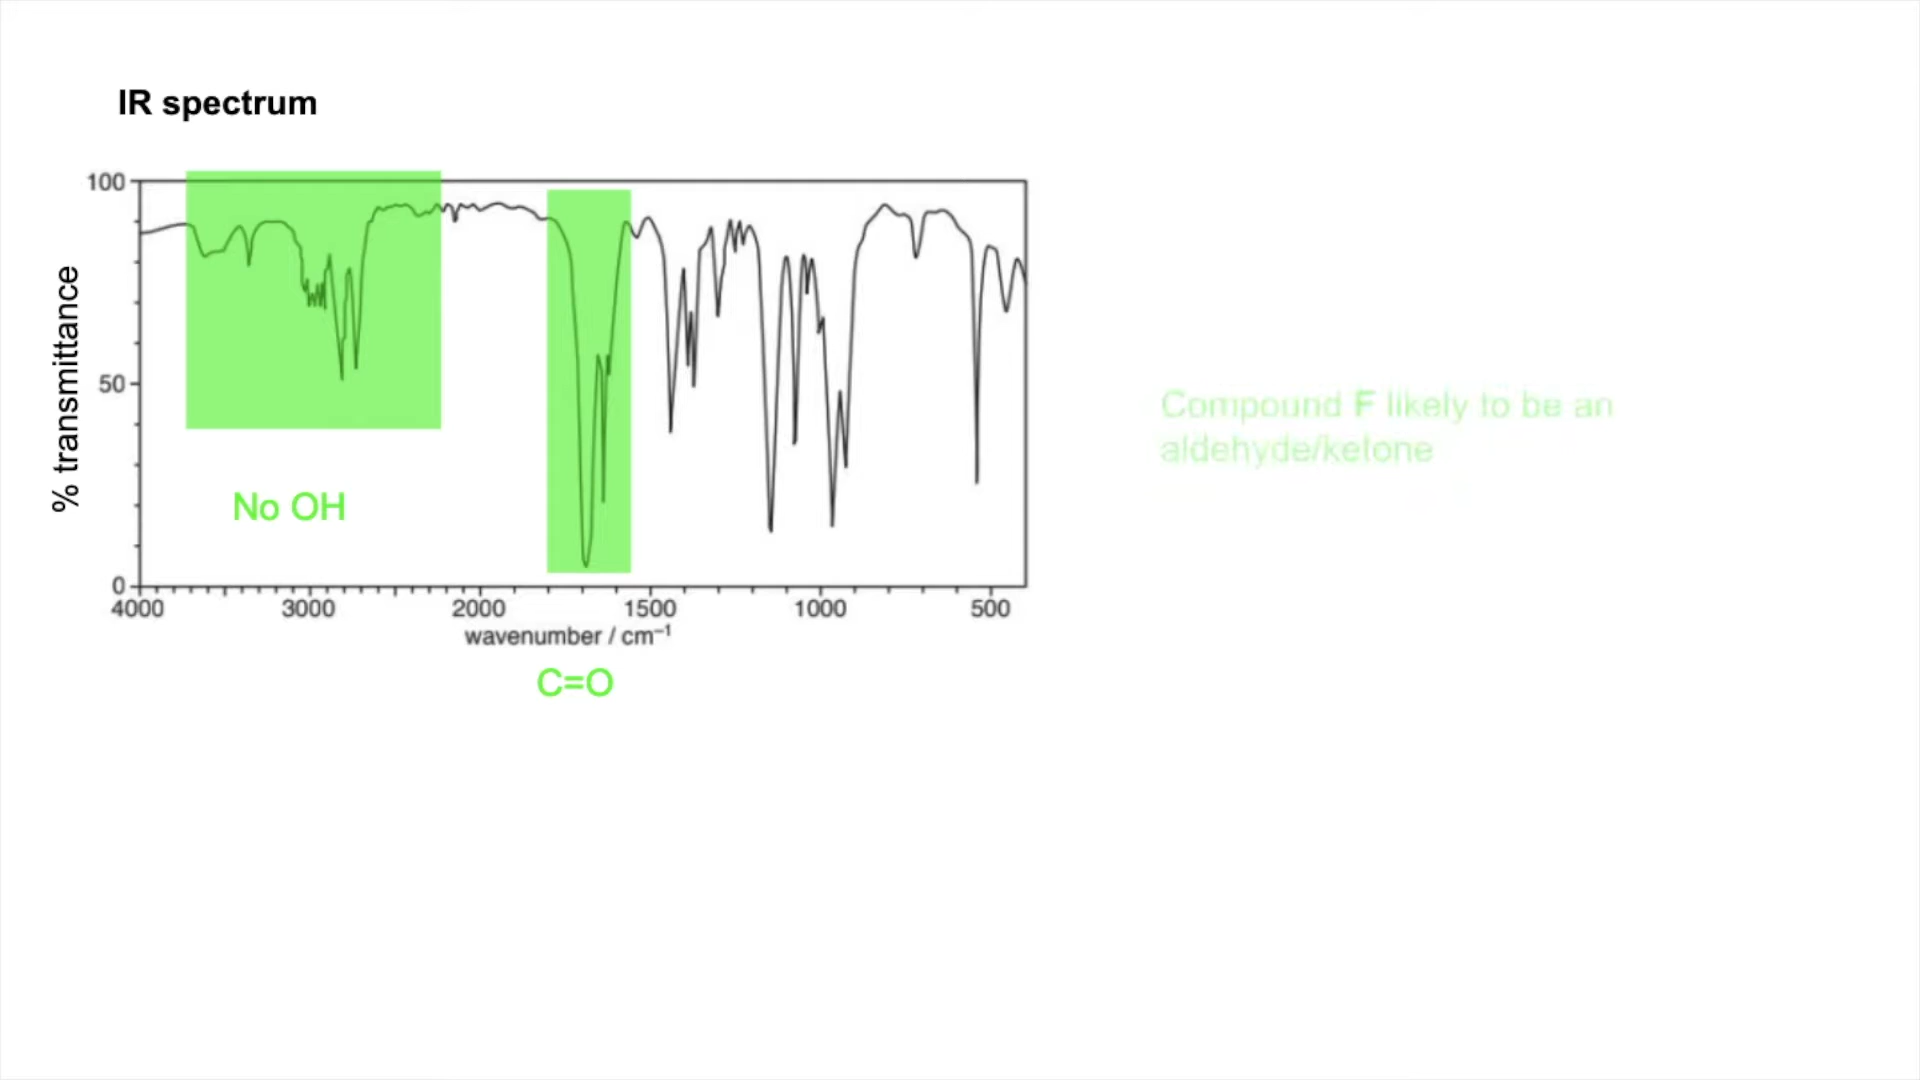 IR spectrum
100
50
0
% transmittance
4000 3000 2000 1500 1000 500
wavenumber / cm⁻¹
No OH
C=O
Compound F likely to be an
aldehyde/ketone